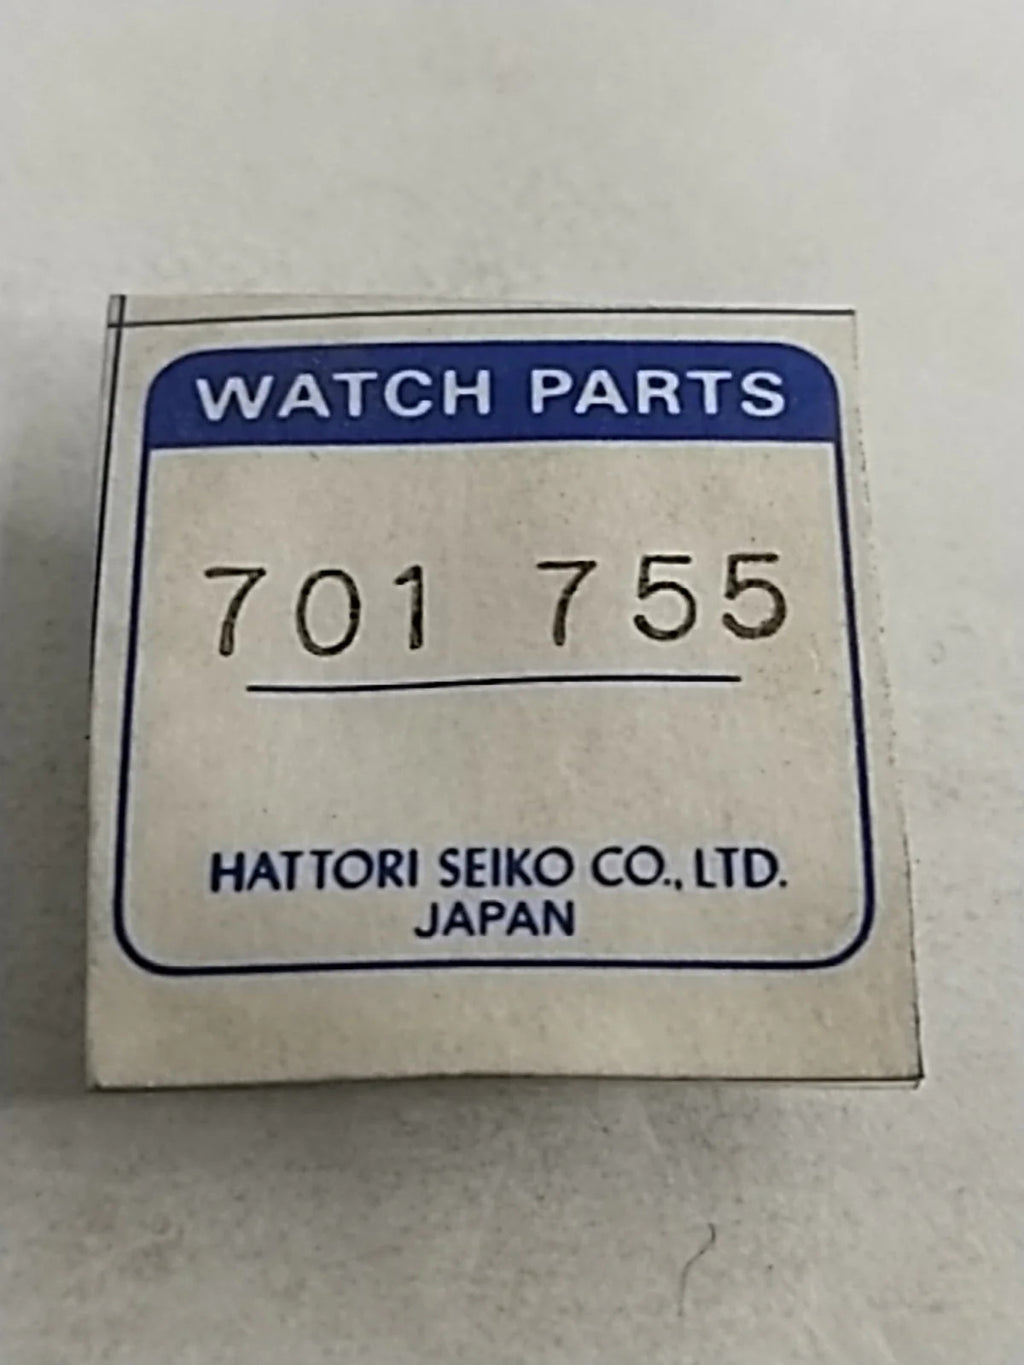 WATCH PARTS
701 755
HATTORI SEIKO CO., LTD.
JAPAN